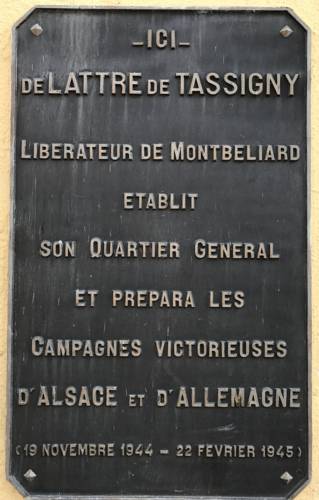 –ICI–
DE LATTRE DE TASSIGNY
LIBERATEUR DE MONTBELIARD
ETABLIT
SON QUARTIER GENERAL
ET PREPARA LES
CAMPAGNES VICTORIEUSES
D'ALSACE ET D'ALLEMAGNE
(19 NOVEMBRE 1944 – 22 FEVRIER 1945)